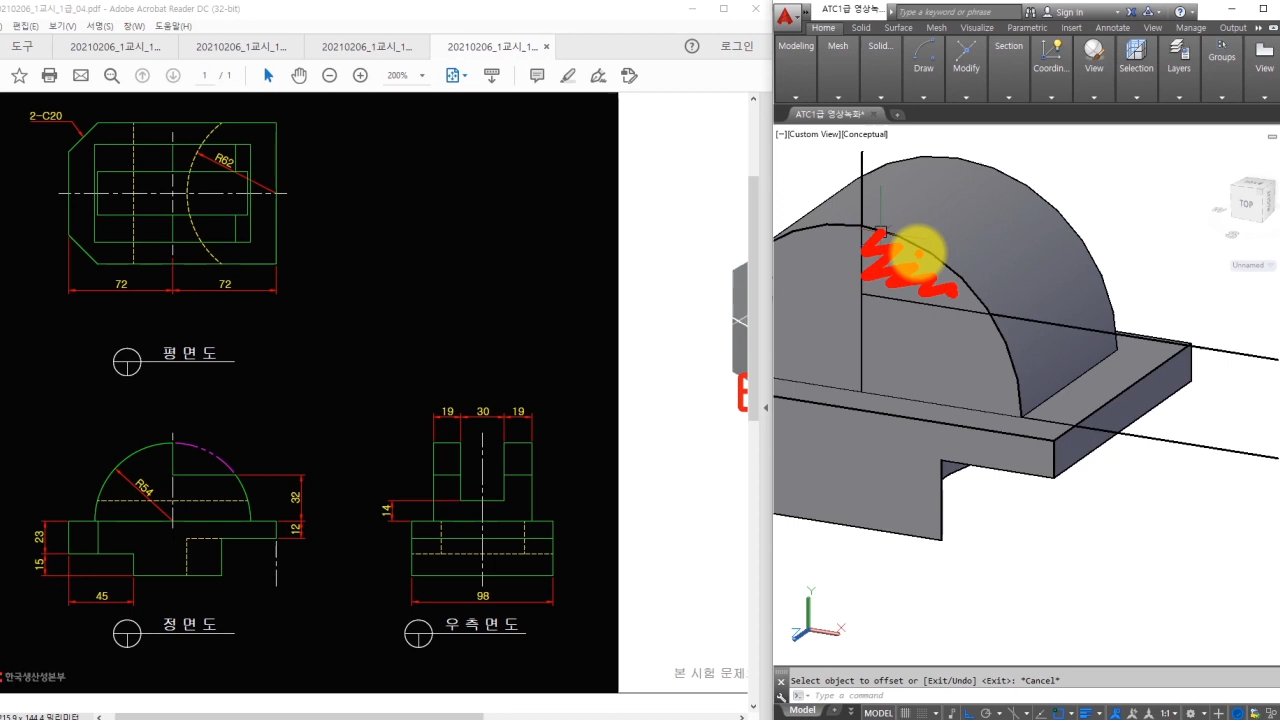 20210206_1교시_1급_04.pdf - Adobe Acrobat Reader DC (32-bit)
편집(E) 보기(V) 서명(S) 창(W) 도움말(H)
도구
20210206_1교시_1...
20210206_1교시_1...
20210206_1교시_1...
20210206_1교시_1... ×
로그인
1 / 1
200%
2-C20
R62
72
72
평면도
R54
32
12
23
15
45
정면도
19
30
19
14
98
우측면도
한국생산성본부
본 시험 문제
215.9 x 144.4 밀리미터
ATC1급 영상녹...
Type a keyword or phrase
Sign In
Home
Solid
Surface
Mesh
Visualize
Parametric
Insert
Annotate
View
Manage
Output
Modeling
Mesh
Solid...
Draw
Modify
Section
Coordin...
View
Selection
Layers
Groups
View
ATC1급 영상녹화*
[−][Custom View][Conceptual]
TOP
Unnamed
Y
X
Z
Select object to offset or [Exit/Undo] <Exit>: *Cancel*
Type a command
Model
MODEL
1:1